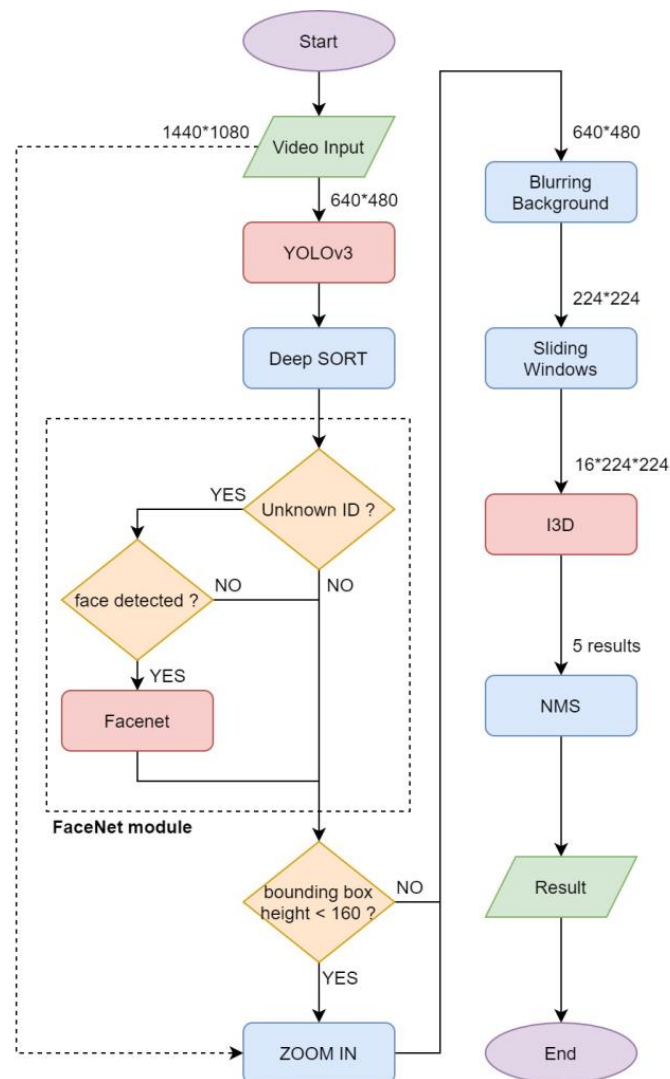 Start
1440*1080
Video Input
640*480
YOLOv3
Deep SORT
Unknown ID ?
YES
NO
face detected ?
NO
YES
Facenet
FaceNet module
bounding box
height < 160 ?
NO
YES
ZOOM IN
640*480
Blurring
Background
224*224
Sliding
Windows
16*224*224
I3D
5 results
NMS
Result
End